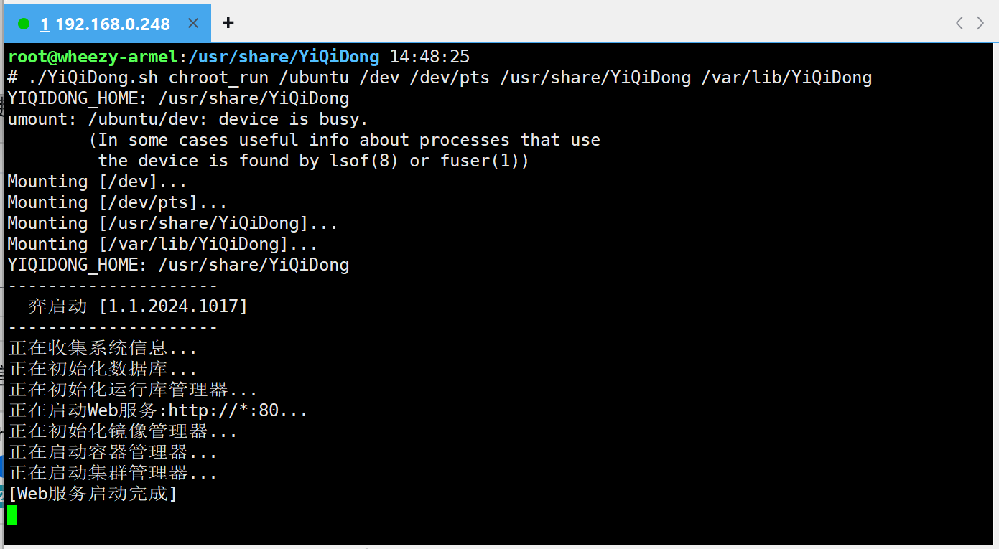 1 192.168.0.248
root@wheezy-armel:/usr/share/YiQiDong 14:48:25
# ./YiQiDong.sh chroot_run /ubuntu /dev /dev/pts /usr/share/YiQiDong /var/lib/YiQiDong
YIQIDONG_HOME: /usr/share/YiQiDong
umount: /ubuntu/dev: device is busy.
        (In some cases useful info about processes that use
         the device is found by lsof(8) or fuser(1))
Mounting [/dev]...
Mounting [/dev/pts]...
Mounting [/usr/share/YiQiDong]...
Mounting [/var/lib/YiQiDong]...
YIQIDONG_HOME: /usr/share/YiQiDong
---------------------
  弈启动 [1.1.2024.1017]
---------------------
正在收集系统信息...
正在初始化数据库...
正在初始化运行库管理器...
正在启动Web服务:http://*:80...
正在初始化镜像管理器...
正在启动容器管理器...
正在启动集群管理器...
[Web服务启动完成]